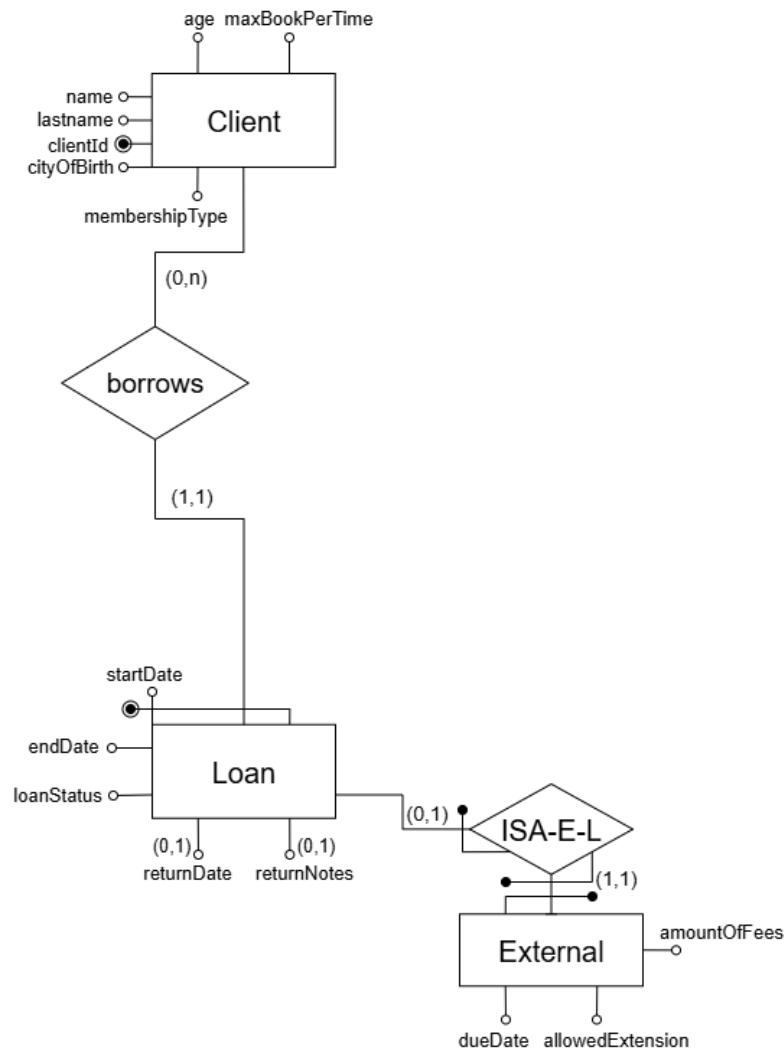 age maxBookPerTime
name
lastname
clientId
cityOfBirth
Client
membershipType
(0,n)
borrows
(1,1)
startDate
endDate
loanStatus
Loan
(0,1) (0,1)
returnDate returnNotes
(0,1)
ISA-E-L
(1,1)
External
amountOfFees
dueDate allowedExtension